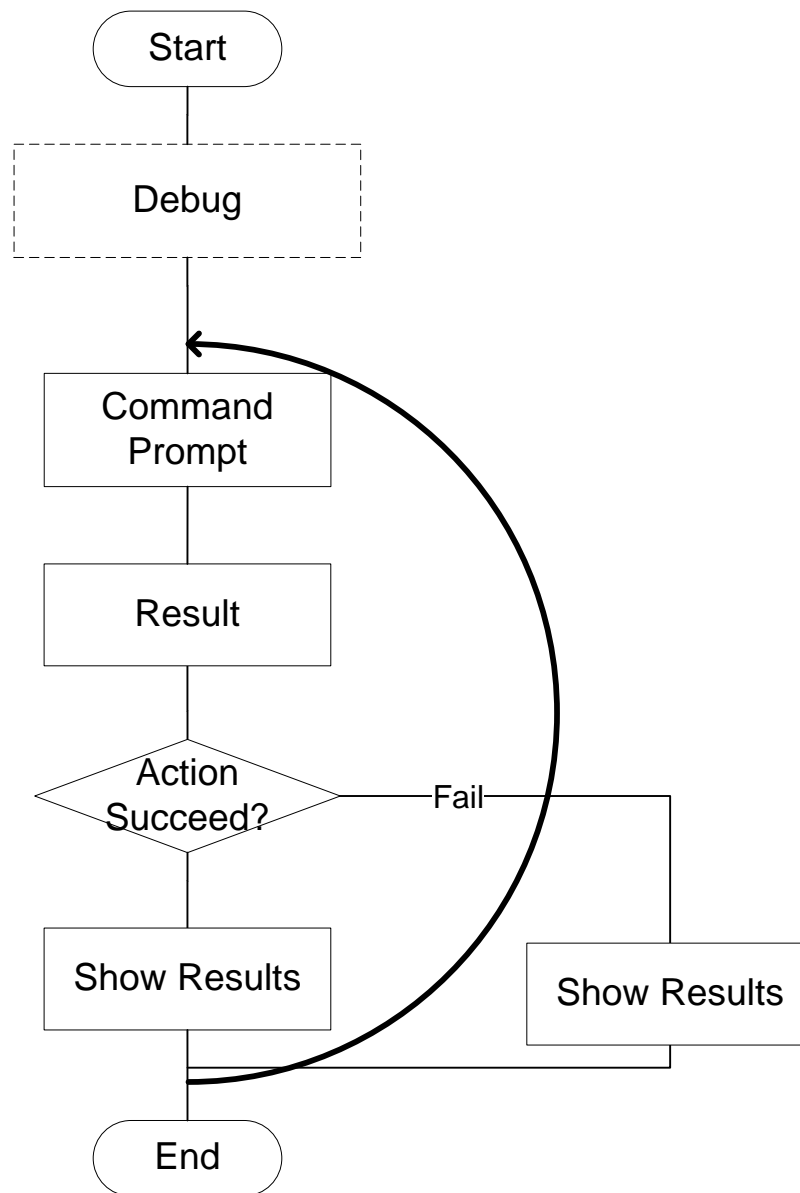 Start
Debug
Command
Prompt
Result
Action
Succeed?
Fail
Show Results
Show Results
End